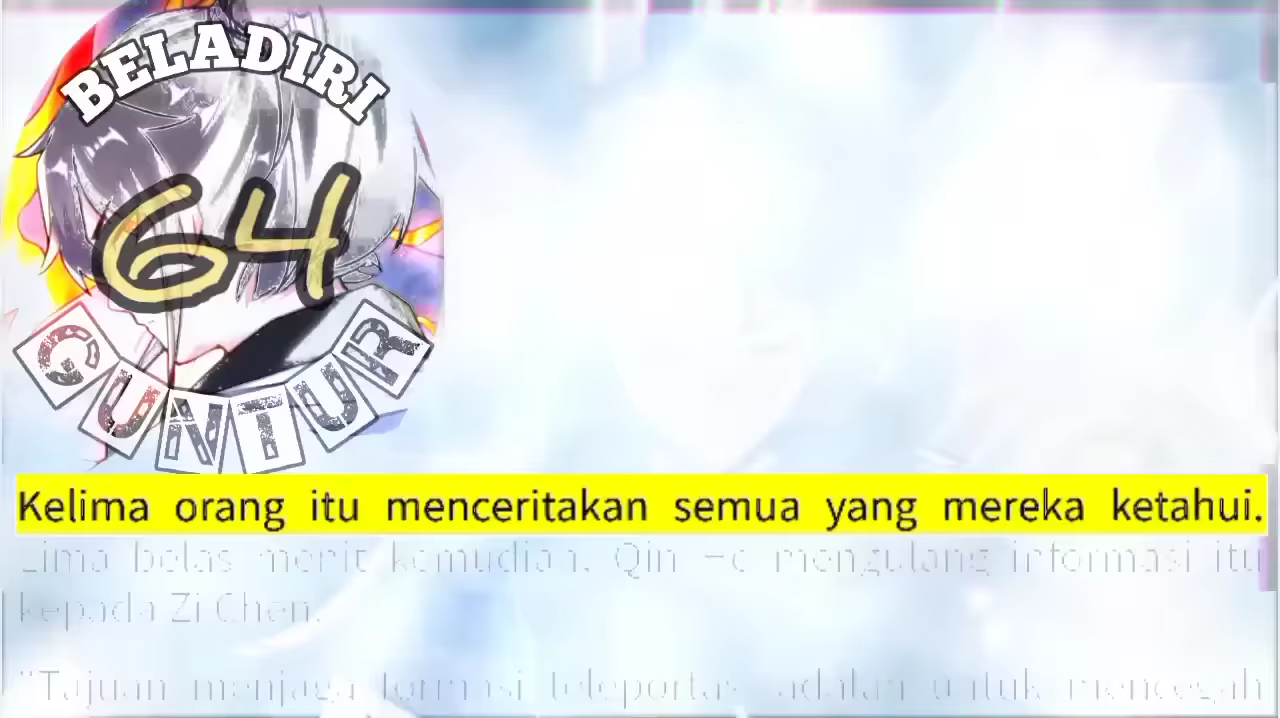 BELADIRI
64
GUNTUR
Kelima orang itu menceritakan semua yang mereka ketahui.
Lima belas menit kemudian, Qin He mengulang informasi itu
kepada Zi Chen.
"Tujuan menjaga formasi teleportasi adalah untuk mencegah